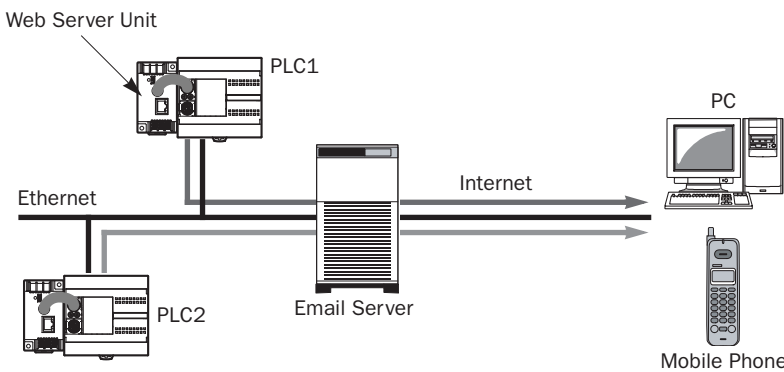 Web Server Unit
PLC1
PC
Ethernet
Internet
PLC2
Email Server
Mobile Phone